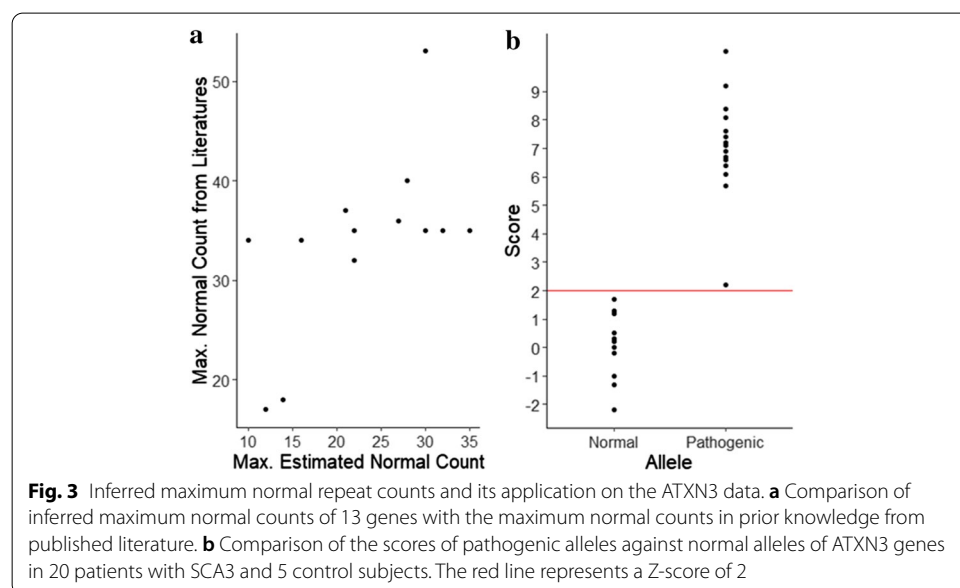 a
b
Max. Normal Count from Literatures
50
40
30
20
10 15 20 25 30 35
Max. Estimated Normal Count
Score
9
8
7
6
5
4
3
2
1
0
-1
-2
Normal Pathogenic
Allele
Fig. 3 Inferred maximum normal repeat counts and its application on the ATXN3 data. a Comparison of
inferred maximum normal counts of 13 genes with the maximum normal counts in prior knowledge from
published literature. b Comparison of the scores of pathogenic alleles against normal alleles of ATXN3 genes
in 20 patients with SCA3 and 5 control subjects. The red line represents a Z-score of 2